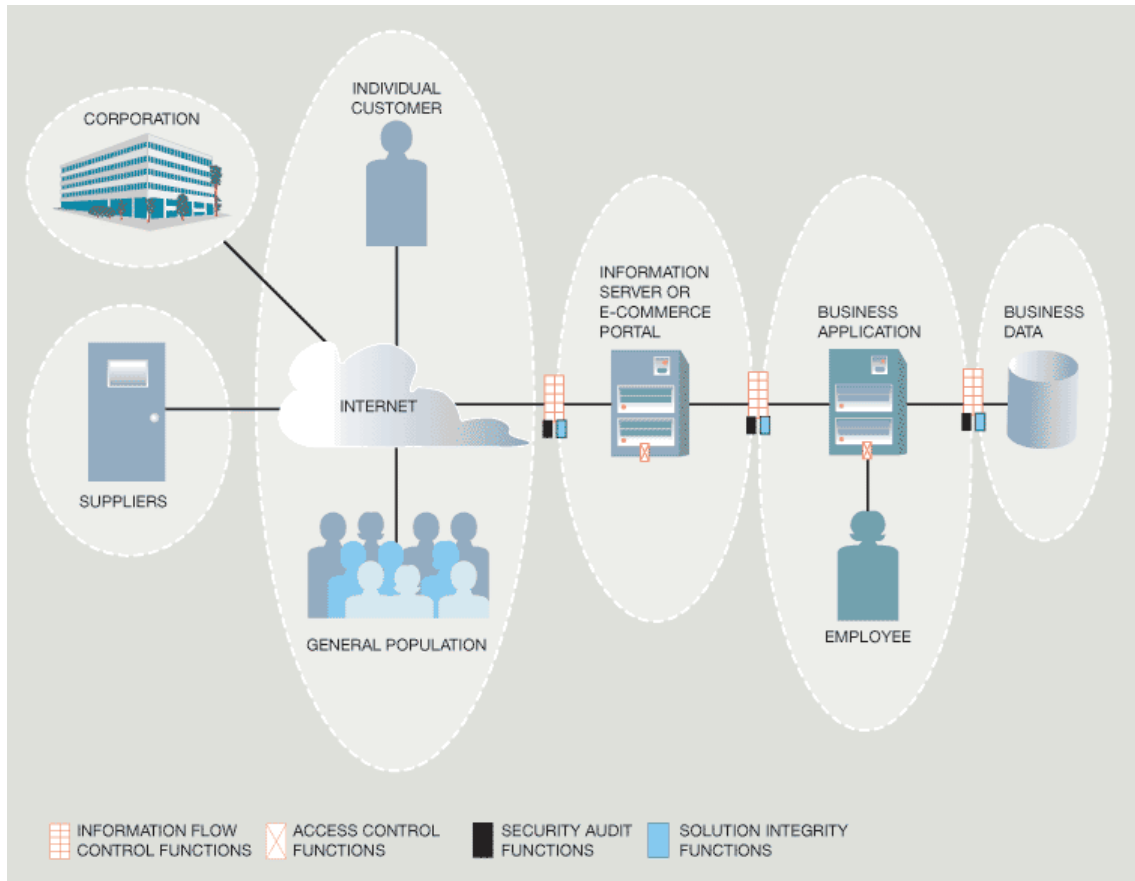 INDIVIDUAL
CUSTOMER
CORPORATION
INFORMATION
SERVER OR
E-COMMERCE
PORTAL
BUSINESS
APPLICATION
BUSINESS
DATA
INTERNET
SUPPLIERS
GENERAL POPULATION
EMPLOYEE
INFORMATION FLOW
CONTROL FUNCTIONS
ACCESS CONTROL
FUNCTIONS
SECURITY AUDIT
FUNCTIONS
SOLUTION INTEGRITY
FUNCTIONS